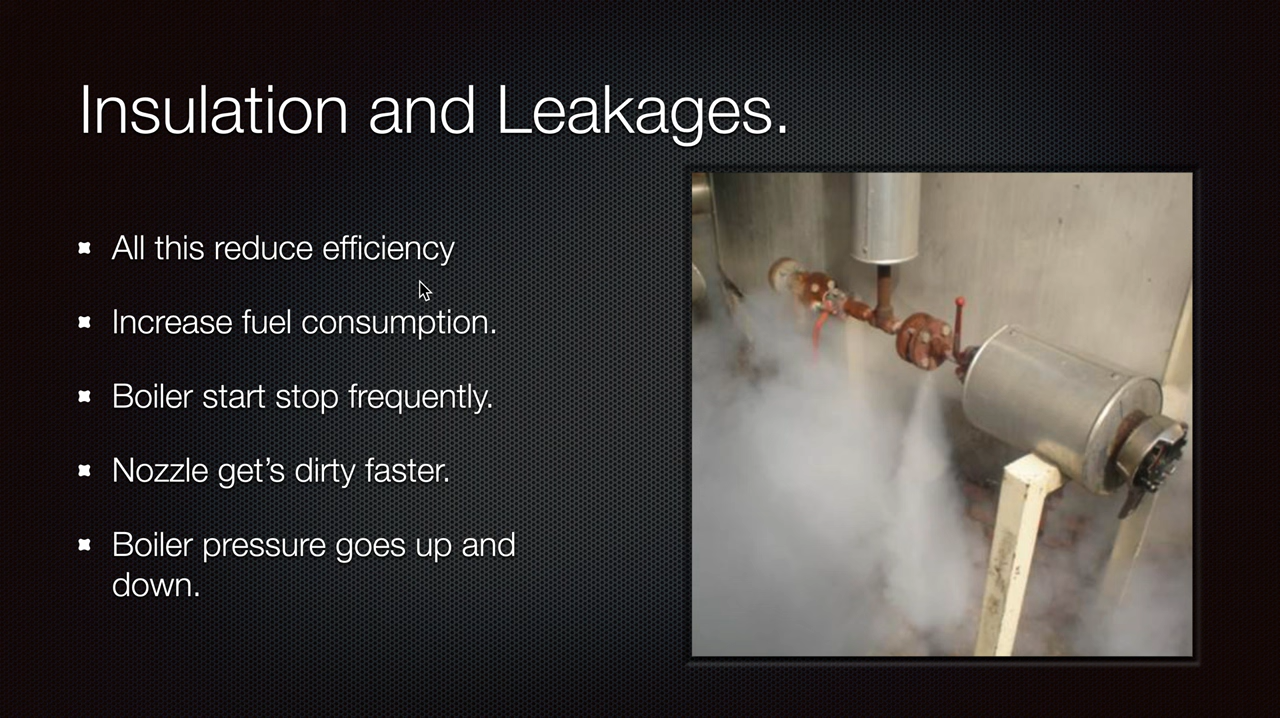 Insulation and Leakages.
All this reduce efficiency
Increase fuel consumption.
Boiler start stop frequently.
Nozzle get’s dirty faster.
Boiler pressure goes up and
down.